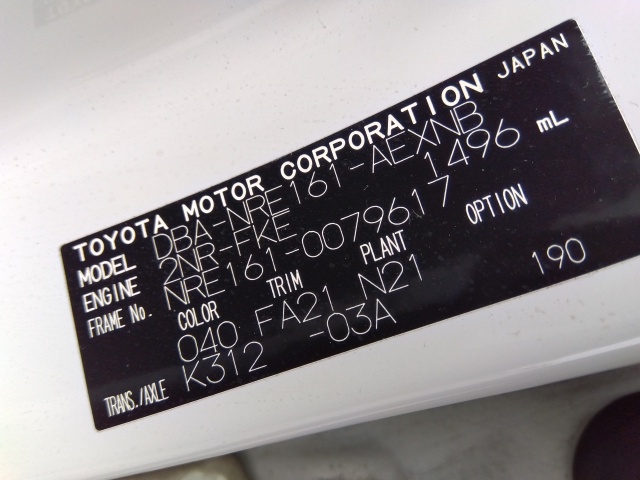 TOYOTA MOTOR CORPORATION JAPAN
MODEL DBA-NRE161-AEXNB
ENGINE 2NR-FKE 1496 mL
FRAME No. NRE161-0079617
COLOR TRIM PLANT OPTION
040 FA21 N21 190
TRANS./AXLE K312 -03A